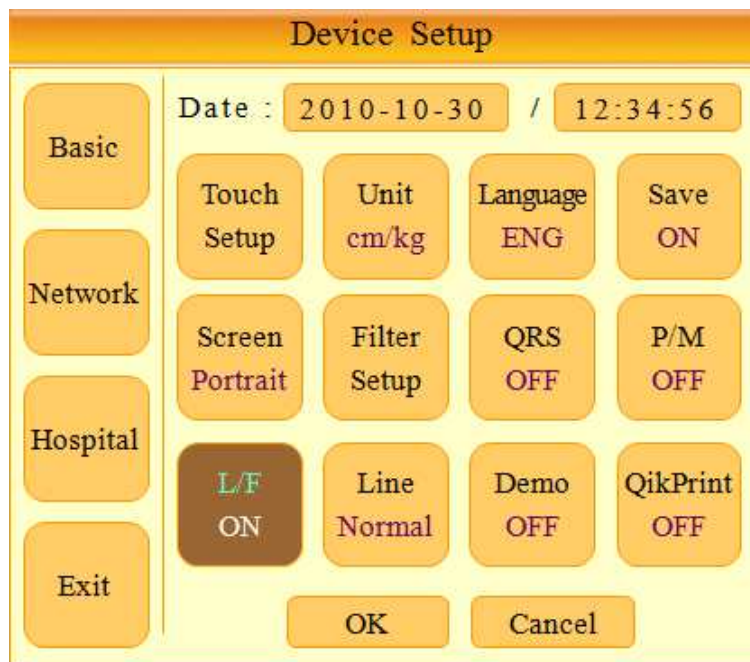 Device Setup
Date : 2010-10-30 / 12:34:56
Basic
Network
Hospital
Exit
Touch
Setup
Unit
cm/kg
Language
ENG
Save
ON
Screen
Portrait
Filter
Setup
QRS
OFF
P/M
OFF
L/F
ON
Line
Normal
Demo
OFF
QikPrint
OFF
OK
Cancel